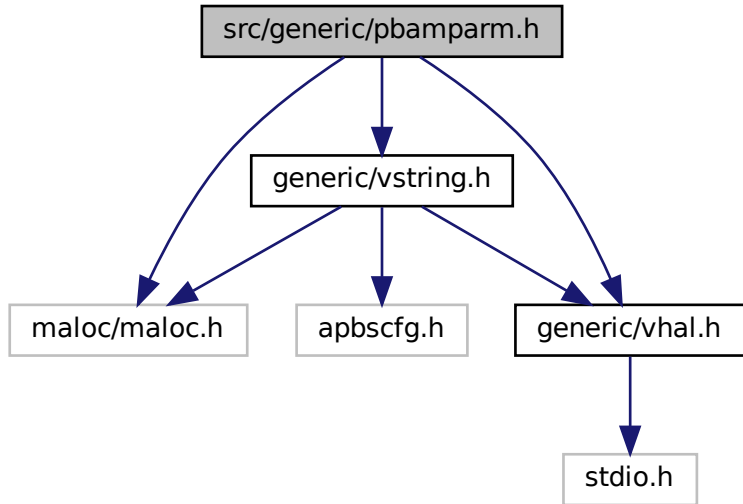 src/generic/pbamparm.h
generic/vstring.h
maloc/maloc.h
apbscfg.h
generic/vhal.h
stdio.h